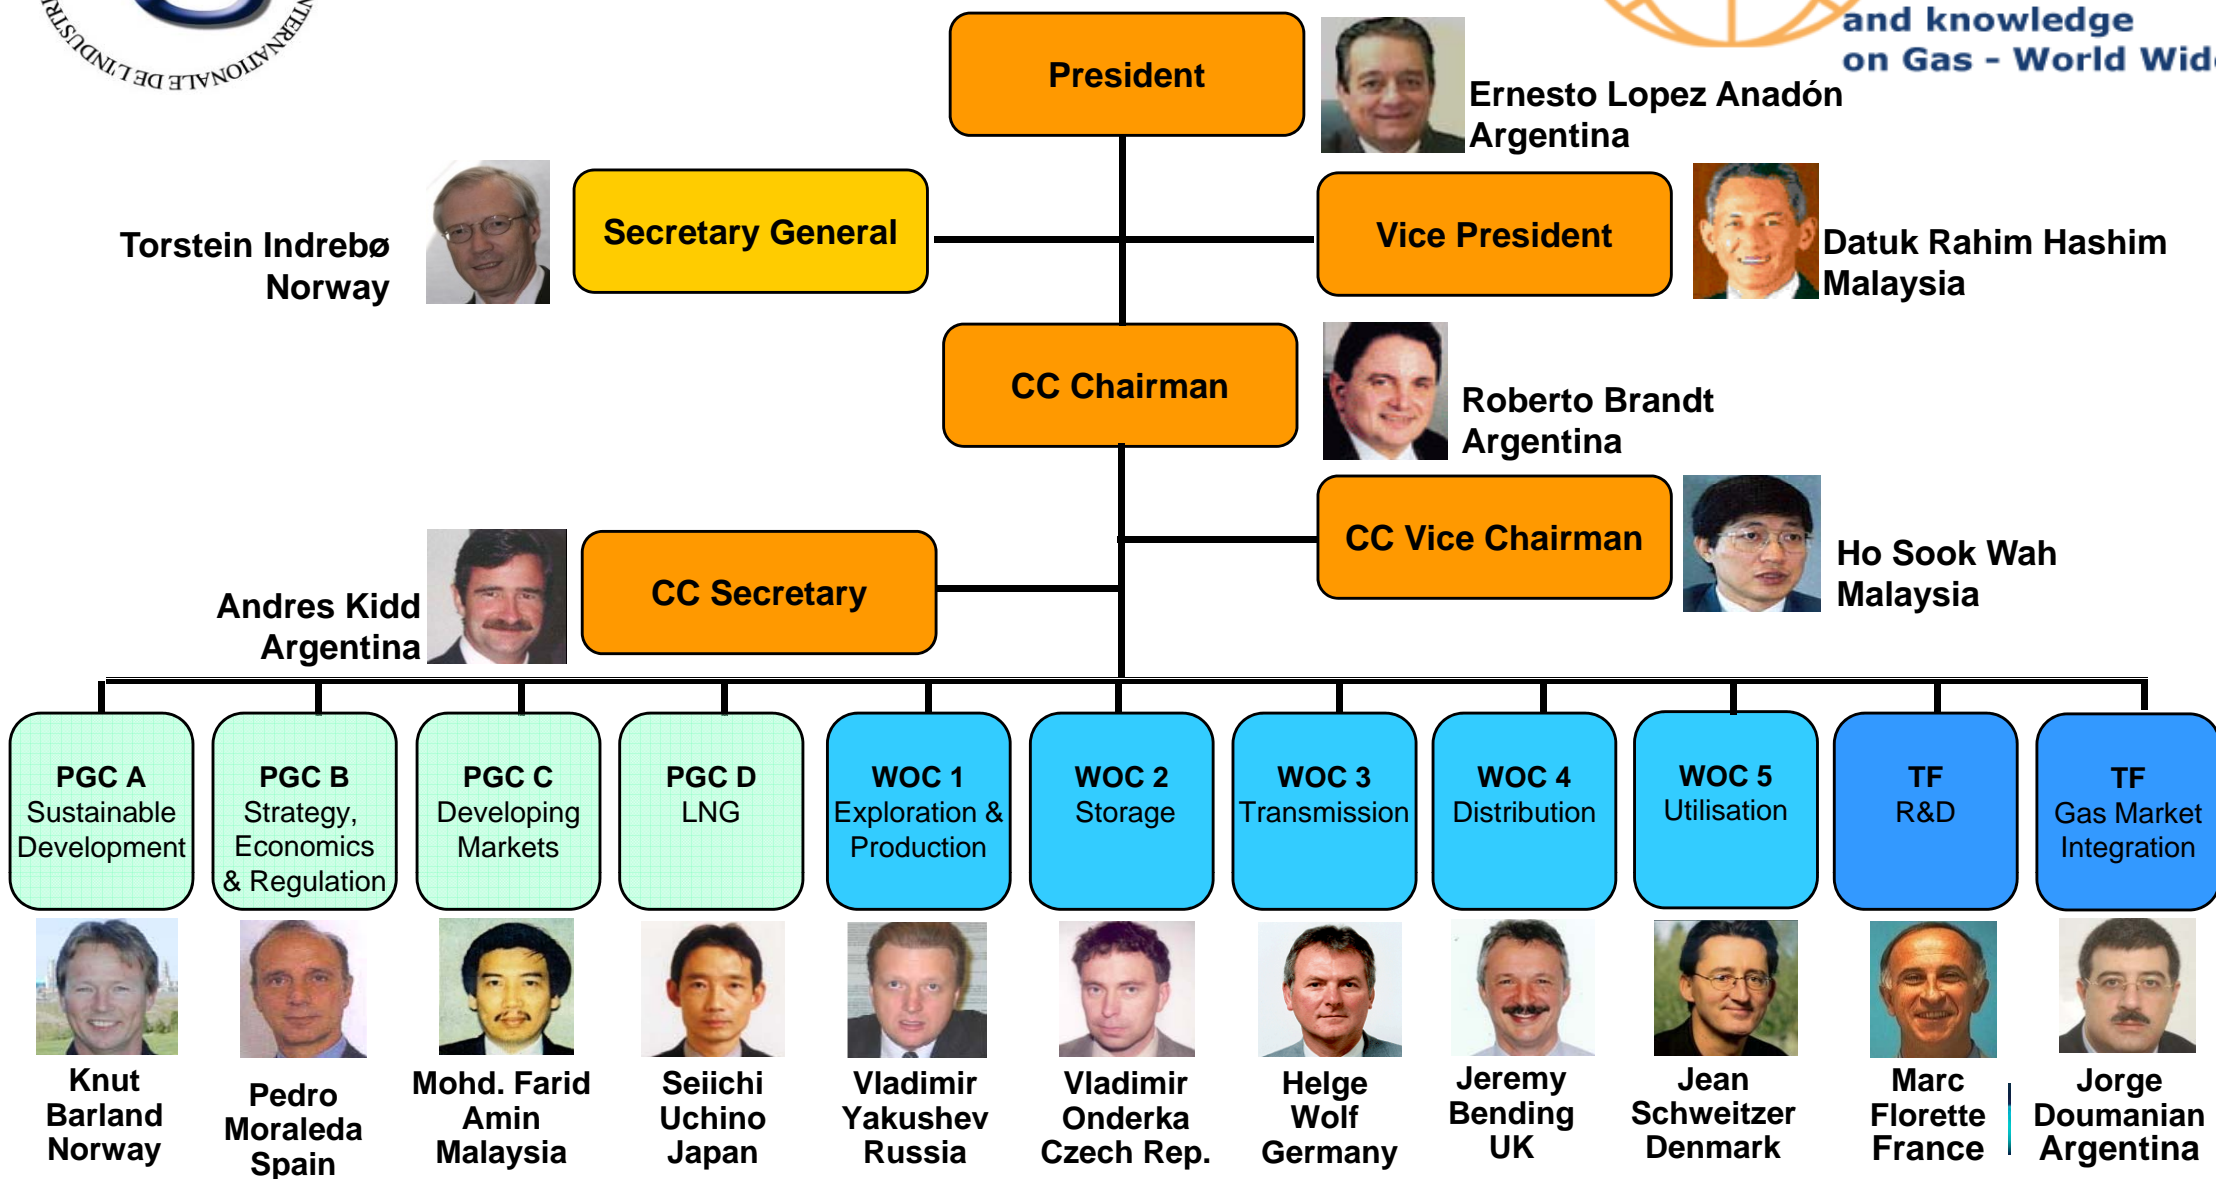 INTERNATIONALE DE L'INDUSTRI
and knowledge
on Gas - World Wide
President
Ernesto Lopez Anadón
Argentina
Torstein Indrebø
Norway
Secretary General
Vice President
Datuk Rahim Hashim
Malaysia
CC Chairman
Roberto Brandt
Argentina
CC Vice Chairman
Ho Sook Wah
Malaysia
Andres Kidd
Argentina
CC Secretary
PGC A
Sustainable
Development
PGC B
Strategy,
Economics
& Regulation
PGC C
Developing
Markets
PGC D
LNG
WOC 1
Exploration &
Production
WOC 2
Storage
WOC 3
Transmission
WOC 4
Distribution
WOC 5
Utilisation
TF
R&D
TF
Gas Market
Integration
Knut
Barland
Norway
Pedro
Moraleda
Spain
Mohd. Farid
Amin
Malaysia
Seiichi
Uchino
Japan
Vladimir
Yakushev
Russia
Vladimir
Onderka
Czech Rep.
Helge
Wolf
Germany
Jeremy
Bending
UK
Jean
Schweitzer
Denmark
Marc
Florette
France
Jorge
Doumanian
Argentina